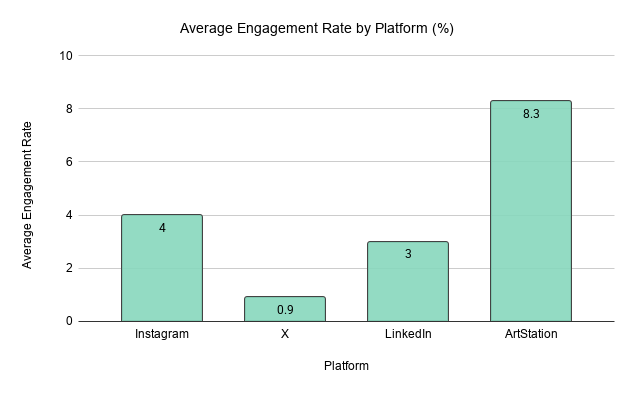 Average Engagement Rate by Platform (%)
Average Engagement Rate
10
8
6
4
2
0
4
0.9
3
8.3
Instagram
X
LinkedIn
ArtStation
Platform